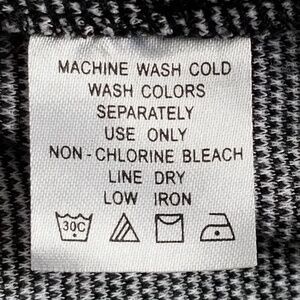 MACHINE WASH COLD
WASH COLORS
SEPARATELY
USE ONLY
NON-CHLORINE BLEACH
LINE DRY
LOW IRON
30C